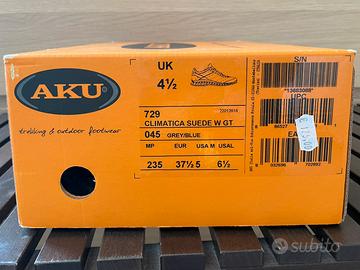 AKU
trekking & outdoor footwear
UK
4½
729
CLIMATICA SUEDE W GT
045 GREY/BLUE
MP EUR USA M USAL
235 37½ 5 6½
S/N
UPC
EAN
subito